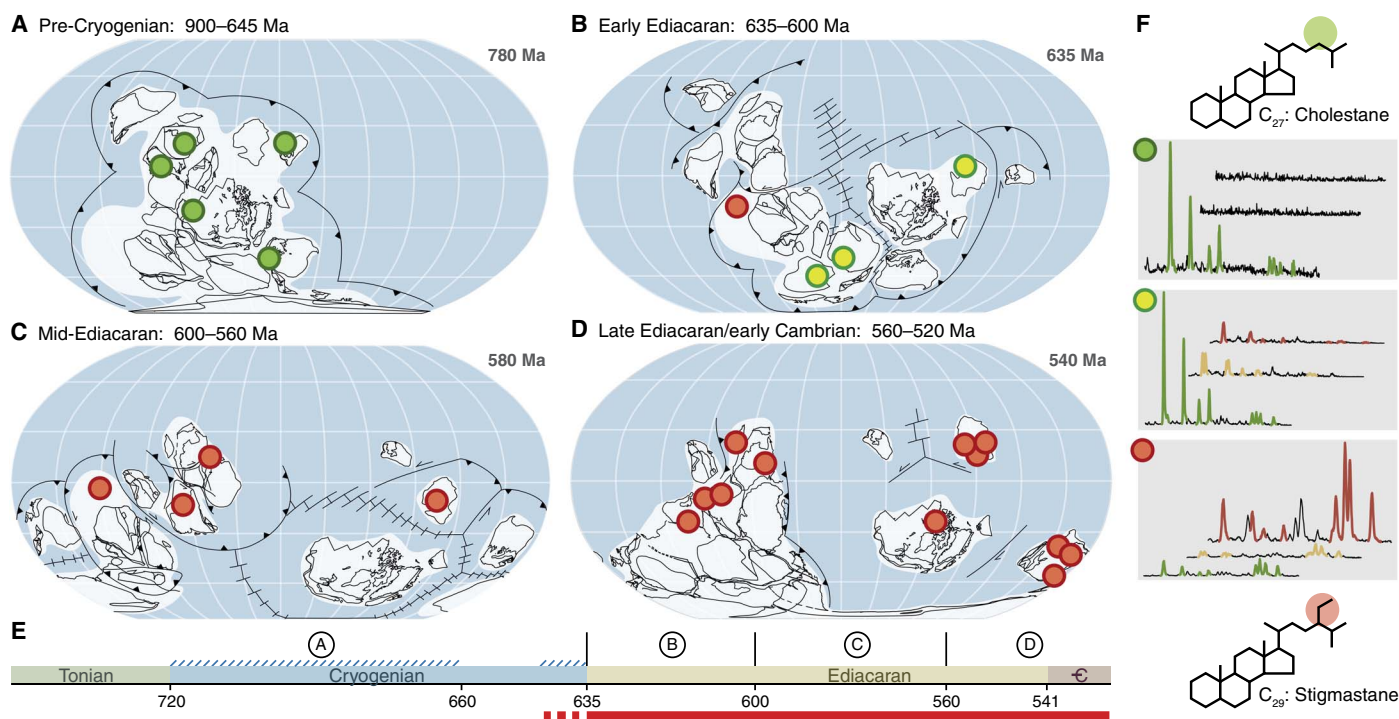 A Pre-Cryogenian: 900–645 Ma
780 Ma
B Early Ediacaran: 635–600 Ma
635 Ma
C Mid-Ediacaran: 600–560 Ma
580 Ma
D Late Ediacaran/early Cambrian: 560–520 Ma
540 Ma
E
A
B
C
D
Tonian
Cryogenian
Ediacaran
Ꞓ
720
660
635
600
560
541
F
C27: Cholestane
C29: Stigmastane